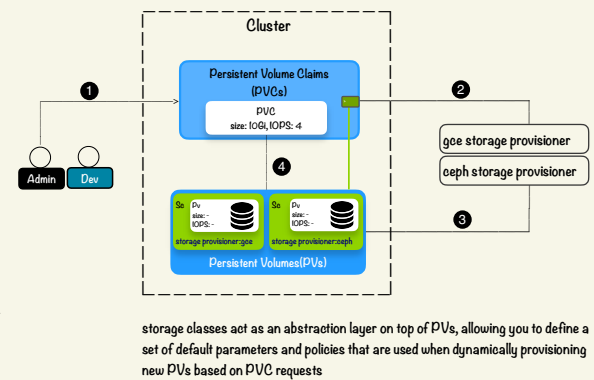 Cluster
1
Persistent Volume Claims
(PVCs)
2
PVC
size: 10Gi, IOPS: 4
gce storage provisioner
ceph storage provisioner
4
Admin
Dev
Sc
Pv
size: -
IOPS: -
storage provisioner:gce
Sc
Pv
size: -
IOPS: -
storage provisioner:ceph
3
Persistent Volumes(PVs)
storage classes act as an abstraction layer on top of PVs, allowing you to define a
set of default parameters and policies that are used when dynamically provisioning
new PVs based on PVC requests